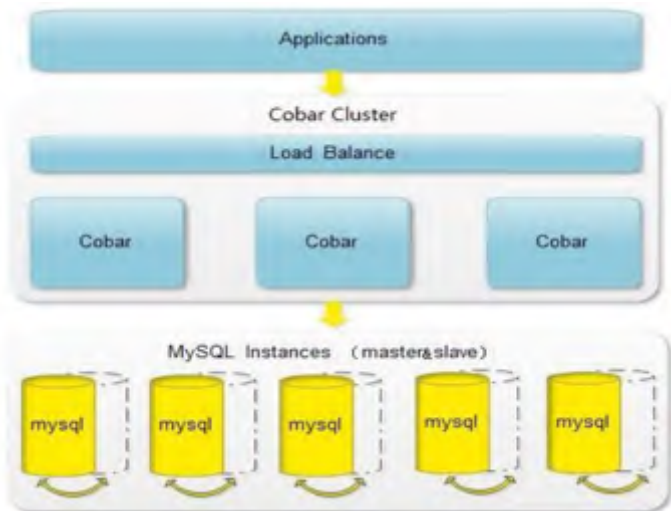 Applications
Cobar Cluster
Load Balance
Cobar Cobar Cobar
MySQL Instances （master&slave）
mysql mysql mysql mysql mysql